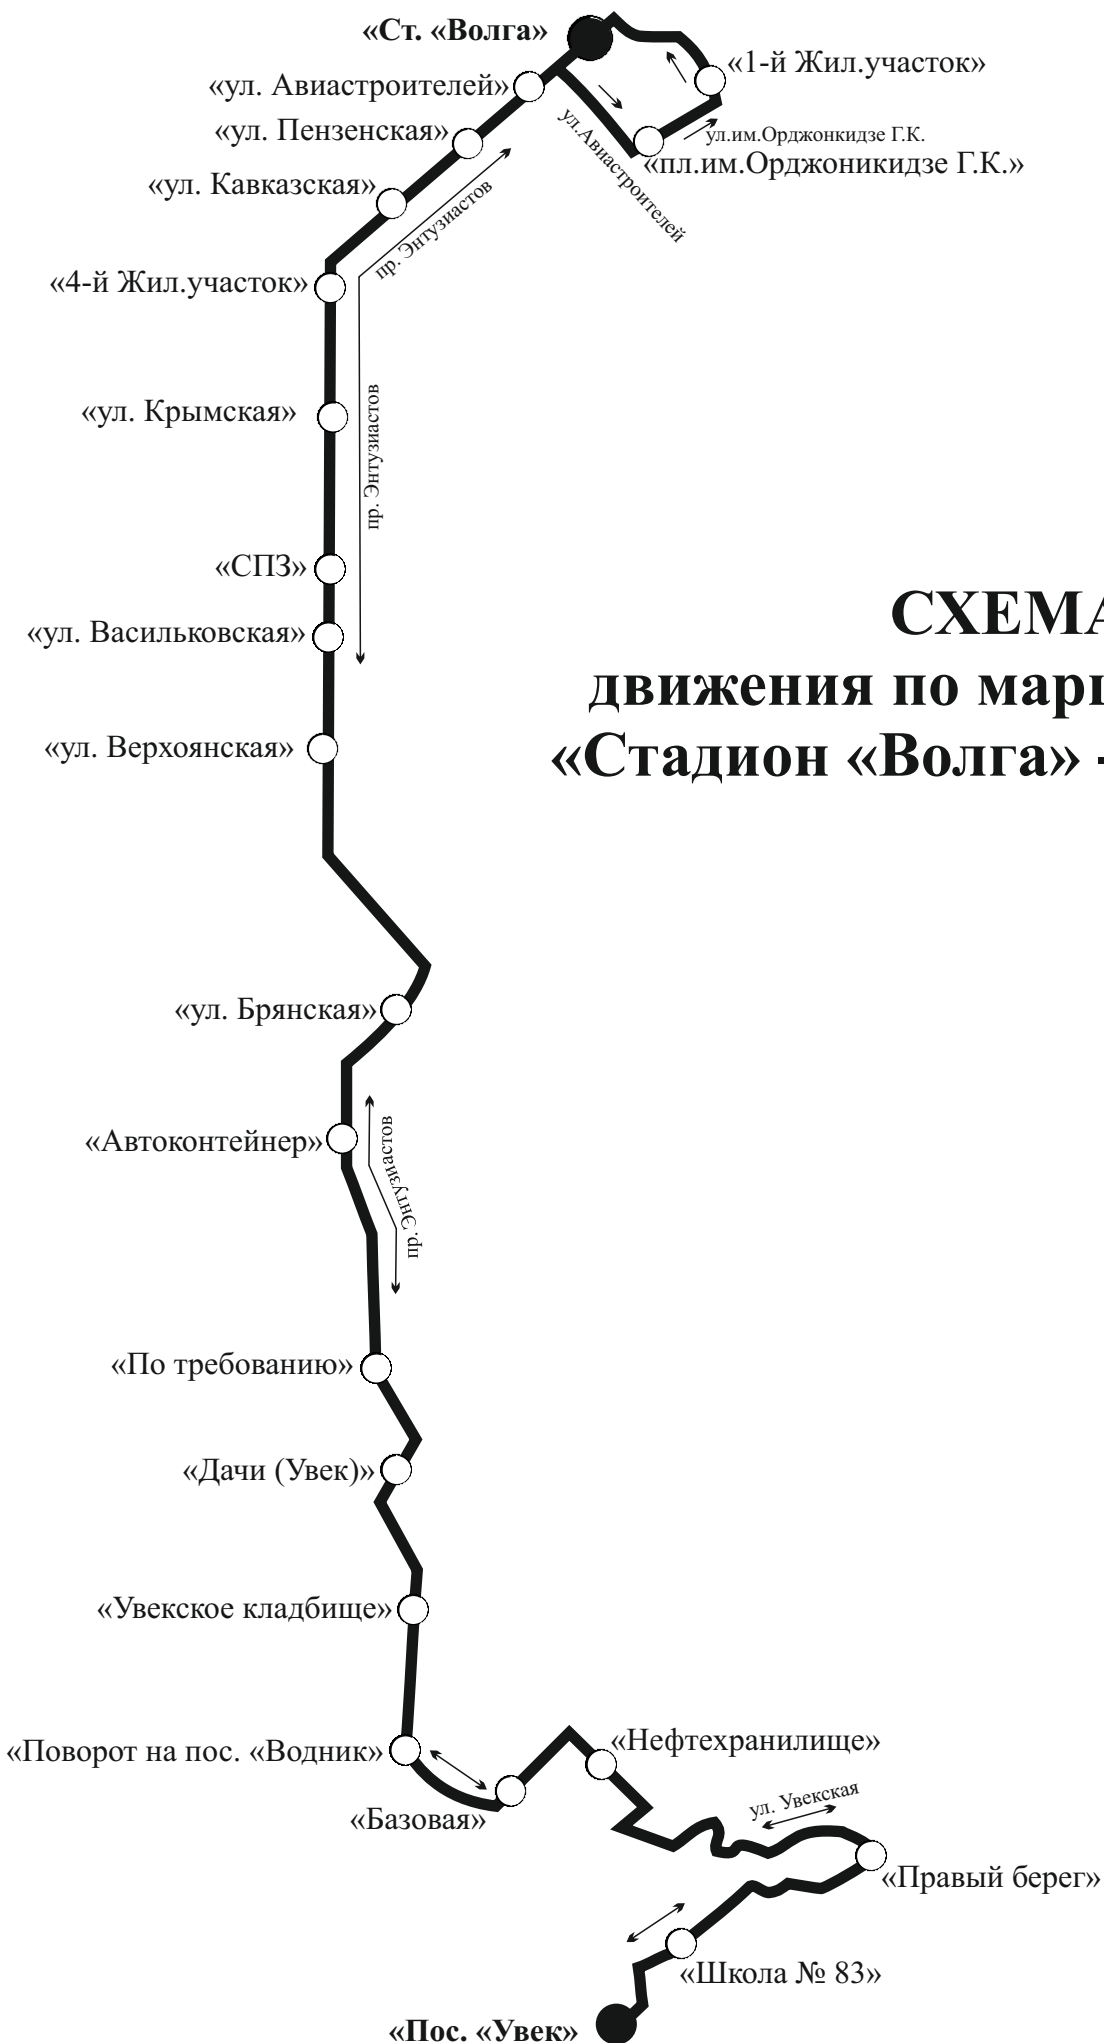 «Ст. «Волга»
«1-й Жил.участок»
«ул. Авиастроителей»
ул.Авиастроителей
«ул. Пензенская»
ул.им.Орджонкидзе Г.К.
«пл.им.Орджоникидзе Г.К.»
«ул. Кавказская»
пр. Энтузиастов
«4-й Жил.участок»
«ул. Крымская»
пр. Энтузиастов
«СПЗ»
СХЕМА
«ул. Васильковская»
движения по марш
«ул. Верхоянская»
«Стадион «Волга» -
«ул. Брянская»
«Автоконтейнер»
пр. Энтузиастов
«По требованию»
«Дачи (Увек)»
«Увекское кладбище»
«Поворот на пос. «Водник»
«Нефтехранилище»
«Базовая»
ул. Увекская
«Правый берег»
«Школа № 83»
«Пос. «Увек»